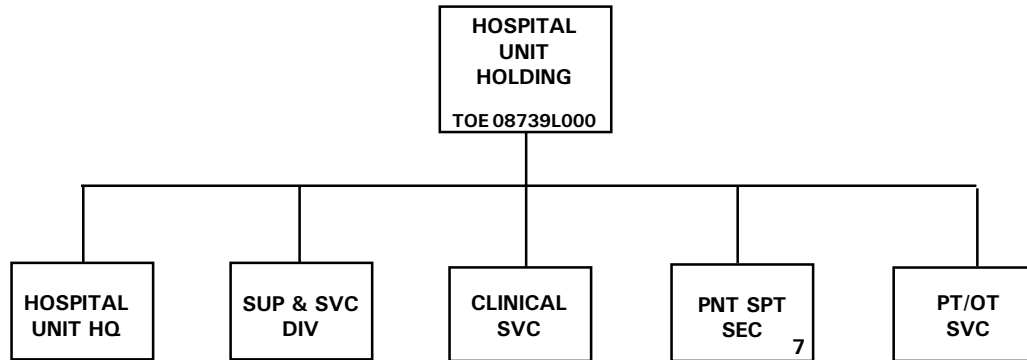 HOSPITAL
UNIT
HOLDING
TOE 08739L000
HOSPITAL
UNIT HQ
SUP & SVC
DIV
CLINICAL
SVC
PNT SPT
SEC
7
PT/OT
SVC